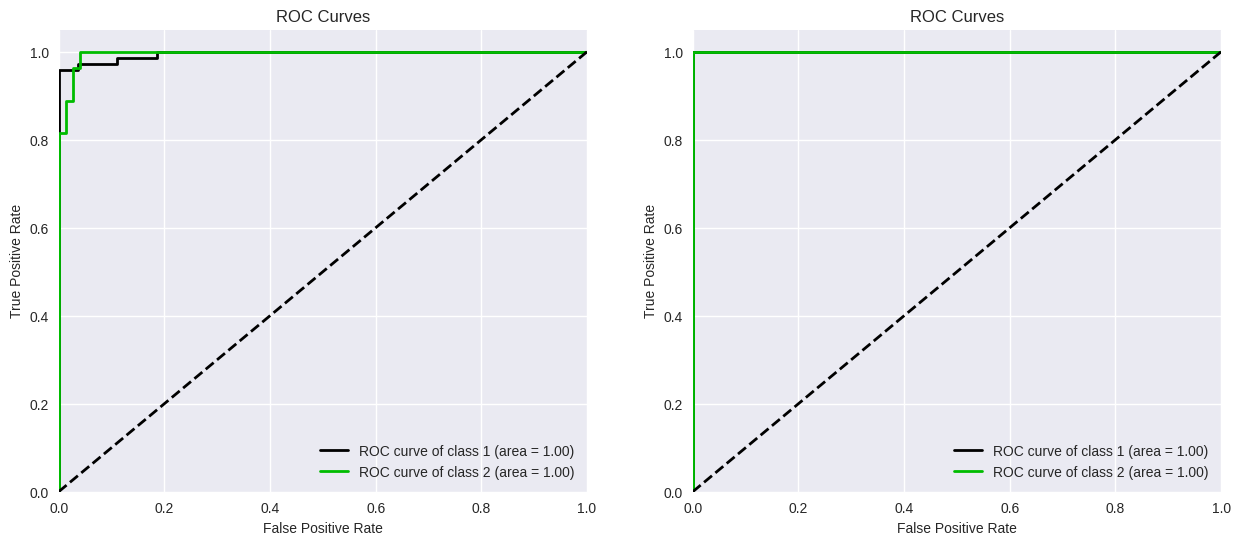 ROC Curves
True Positive Rate
1.0
0.8
0.6
0.4
0.2
0.0
ROC curve of class 1 (area = 1.00)
ROC curve of class 2 (area = 1.00)
0.0 0.2 0.4 0.6 0.8 1.0
False Positive Rate
ROC Curves
True Positive Rate
1.0
0.8
0.6
0.4
0.2
0.0
ROC curve of class 1 (area = 1.00)
ROC curve of class 2 (area = 1.00)
0.0 0.2 0.4 0.6 0.8 1.0
False Positive Rate